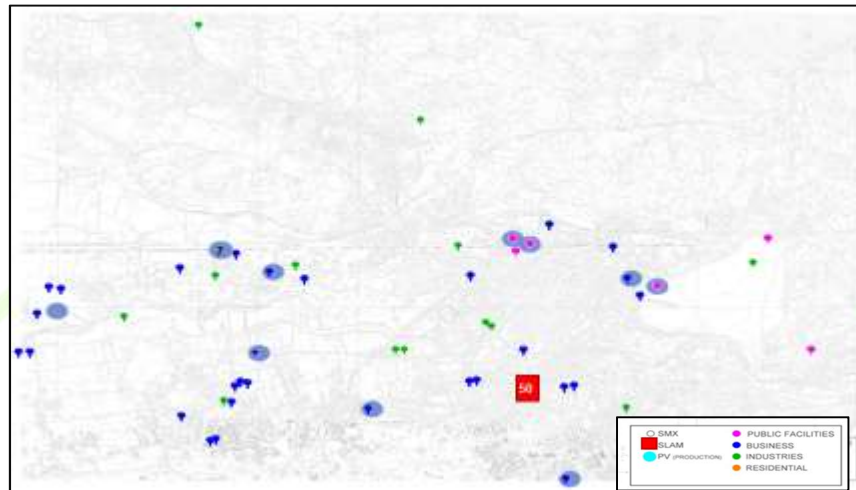 7
50
SMX
SLAM
PV (PRODUCTION)
PUBLIC FACILITIES
BUSINESS
INDUSTRIES
RESIDENTIAL